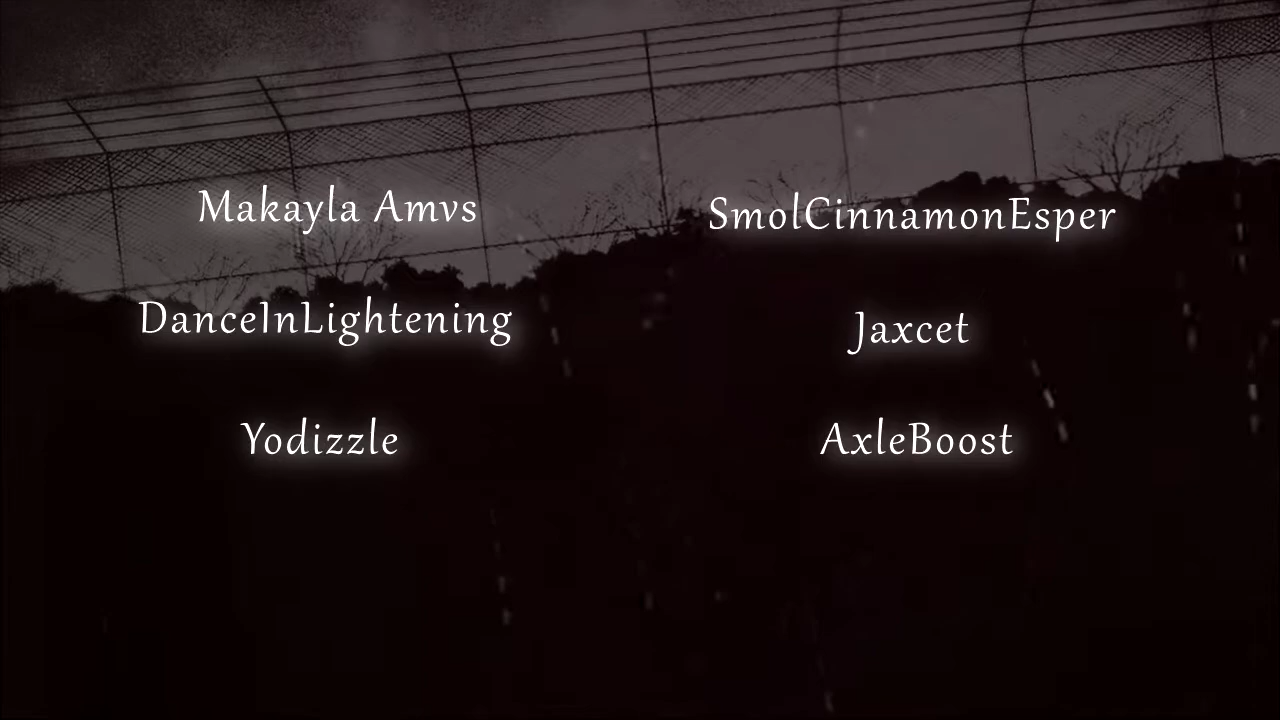 Makayla Amvs
DanceInLightening
Yodizzle
SmolCinnamonEsper
Jaxcet
AxleBoost